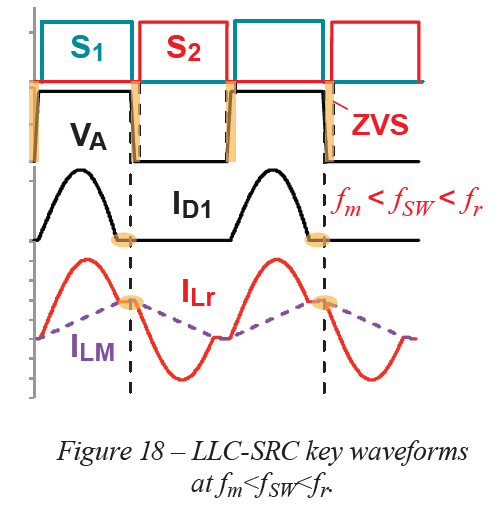 S1 S2
ZVS
VA
ID1
fm < fSW < fr
ILr
ILM
Figure 18 – LLC-SRC key waveforms
at fm<fSW<fr.